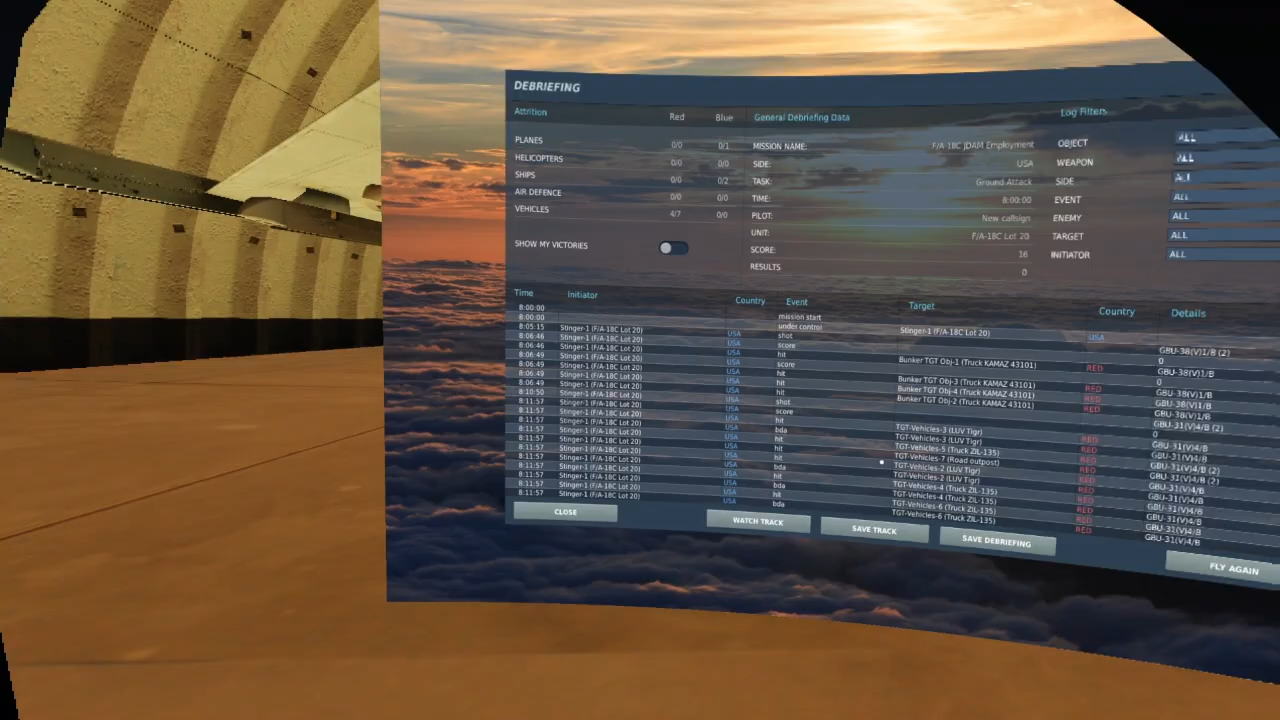 DEBRIEFING
Attrition Red Blue General Debriefing Data Log Filters
PLANES 0/0 0/1 MISSION NAME: F/A-18C JDAM Employment OBJECT ALL
HELICOPTERS 0/0 0/0 SIDE: USA WEAPON ALL
SHIPS 0/0 0/2 TASK: Ground Attack SIDE ALL
AIR DEFENCE 0/0 0/0 TIME: 8:00:00 EVENT ALL
VEHICLES 4/7 0/0 PILOT: New callsign ENEMY ALL
UNIT: F/A-18C Lot 20 TARGET ALL
SHOW MY VICTORIES SCORE: 16 INITIATOR ALL
RESULTS 0
Time Initiator Country Event Target Country Details
8:00:00 mission start
8:00:00 under control Stinger-1 (F/A-18C Lot 20) USA
8:05:15 Stinger-1 (F/A-18C Lot 20) USA shot GBU-38(V)1/B (2)
8:06:46 Stinger-1 (F/A-18C Lot 20) USA score 0
8:06:46 Stinger-1 (F/A-18C Lot 20) USA hit Bunker TGT Obj-1 (Truck KAMAZ 43101) RED GBU-38(V)1/B
8:06:49 Stinger-1 (F/A-18C Lot 20) USA score 0
8:06:49 Stinger-1 (F/A-18C Lot 20) USA hit Bunker TGT Obj-3 (Truck KAMAZ 43101) RED GBU-38(V)1/B
8:06:49 Stinger-1 (F/A-18C Lot 20) USA hit Bunker TGT Obj-4 (Truck KAMAZ 43101) RED GBU-38(V)1/B
8:06:49 Stinger-1 (F/A-18C Lot 20) USA hit Bunker TGT Obj-2 (Truck KAMAZ 43101) RED GBU-38(V)1/B
8:10:50 Stinger-1 (F/A-18C Lot 20) USA shot GBU-31(V)4/B (2)
8:11:57 Stinger-1 (F/A-18C Lot 20) USA score 0
8:11:57 Stinger-1 (F/A-18C Lot 20) USA hit TGT-Vehicles-3 (LUV Tigr) RED GBU-31(V)4/B
8:11:57 Stinger-1 (F/A-18C Lot 20) USA bda TGT-Vehicles-3 (LUV Tigr) RED GBU-31(V)4/B
8:11:57 Stinger-1 (F/A-18C Lot 20) USA hit TGT-Vehicles-5 (Truck ZIL-135) RED GBU-31(V)4/B (2)
8:11:57 Stinger-1 (F/A-18C Lot 20) USA hit TGT-Vehicles-7 (Road outpost) RED GBU-31(V)4/B (2)
8:11:57 Stinger-1 (F/A-18C Lot 20) USA hit TGT-Vehicles-2 (LUV Tigr) RED GBU-31(V)4/B
8:11:57 Stinger-1 (F/A-18C Lot 20) USA bda TGT-Vehicles-2 (LUV Tigr) RED GBU-31(V)4/B
8:11:57 Stinger-1 (F/A-18C Lot 20) USA hit TGT-Vehicles-4 (Truck ZIL-135) RED GBU-31(V)4/B
8:11:57 Stinger-1 (F/A-18C Lot 20) USA bda TGT-Vehicles-4 (Truck ZIL-135) RED GBU-31(V)4/B
8:11:57 Stinger-1 (F/A-18C Lot 20) USA hit TGT-Vehicles-6 (Truck ZIL-135) RED GBU-31(V)4/B
bda TGT-Vehicles-6 (Truck ZIL-135) GBU-31(V)4/B
CLOSE WATCH TRACK SAVE TRACK SAVE DEBRIEFING FLY AGAIN